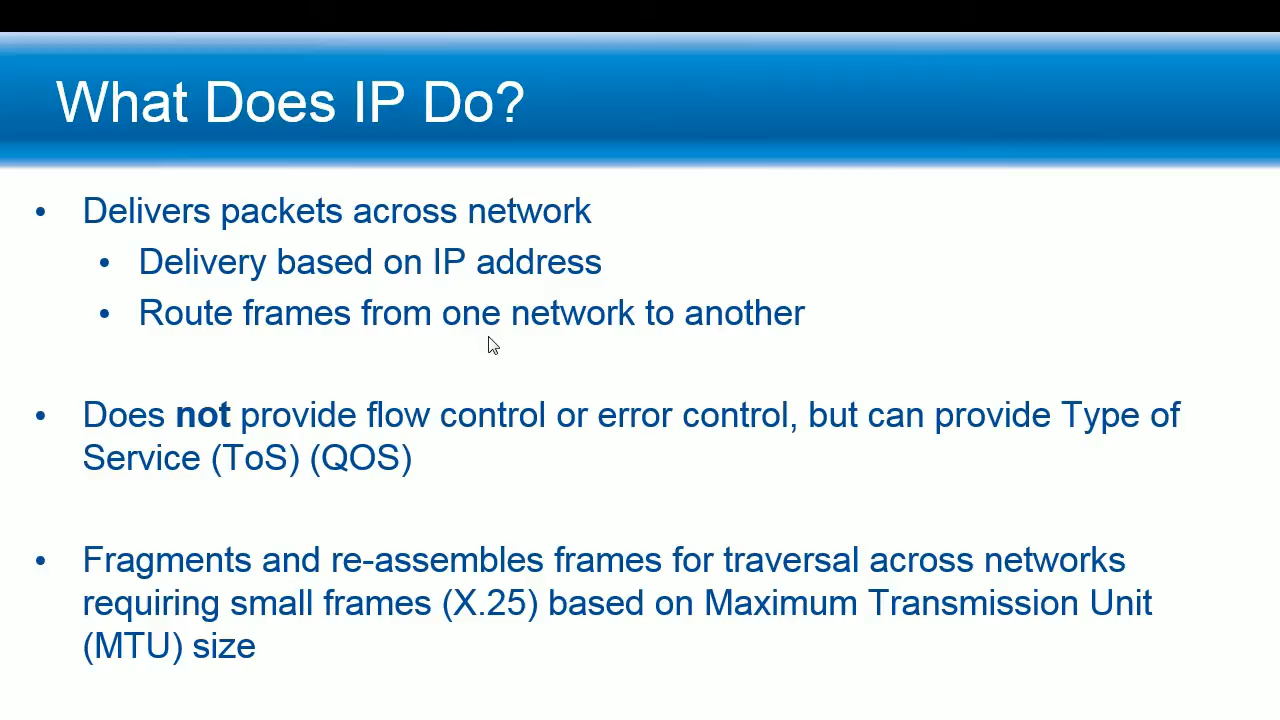 What Does IP Do?
• Delivers packets across network
• Delivery based on IP address
• Route frames from one network to another
• Does not provide flow control or error control, but can provide Type of
Service (ToS) (QOS)
• Fragments and re-assembles frames for traversal across networks
requiring small frames (X.25) based on Maximum Transmission Unit
(MTU) size